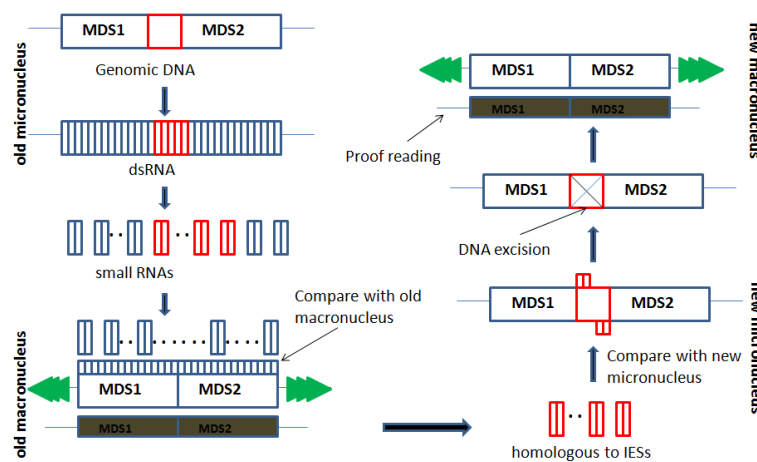 old micronucleus
MDS1 MDS2
Genomic DNA
dsRNA
small RNAs
Compare with old
macronucleus
old macronucleus
MDS1 MDS2
MDS1 MDS2
new macronucleus
MDS1 MDS2
MDS1 MDS2
Proof reading
MDS1 MDS2
DNA excision
new micronucleus
MDS1 MDS2
Compare with new
micronucleus
homologous to IESs